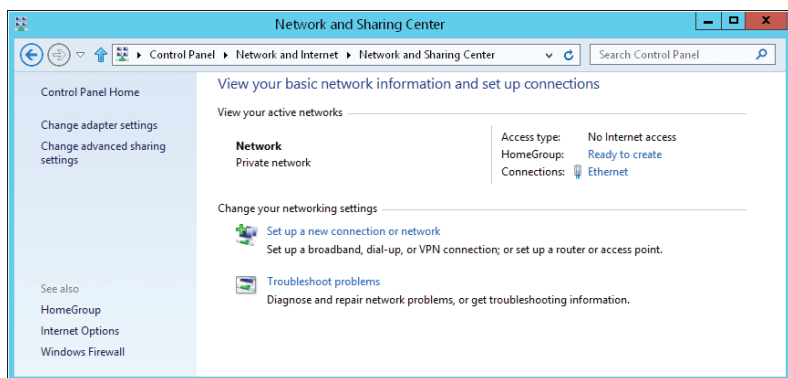 Network and Sharing Center
Control Panel Network and Internet Network and Sharing Center Search Control Panel
Control Panel Home
Change adapter settings
Change advanced sharing
settings
See also
HomeGroup
Internet Options
Windows Firewall
View your basic network information and set up connections
View your active networks
Network
Private network
Access type: No Internet access
HomeGroup: Ready to create
Connections: Ethernet
Change your networking settings
Set up a new connection or network
Set up a broadband, dial-up, or VPN connection; or set up a router or access point.
Troubleshoot problems
Diagnose and repair network problems, or get troubleshooting information.